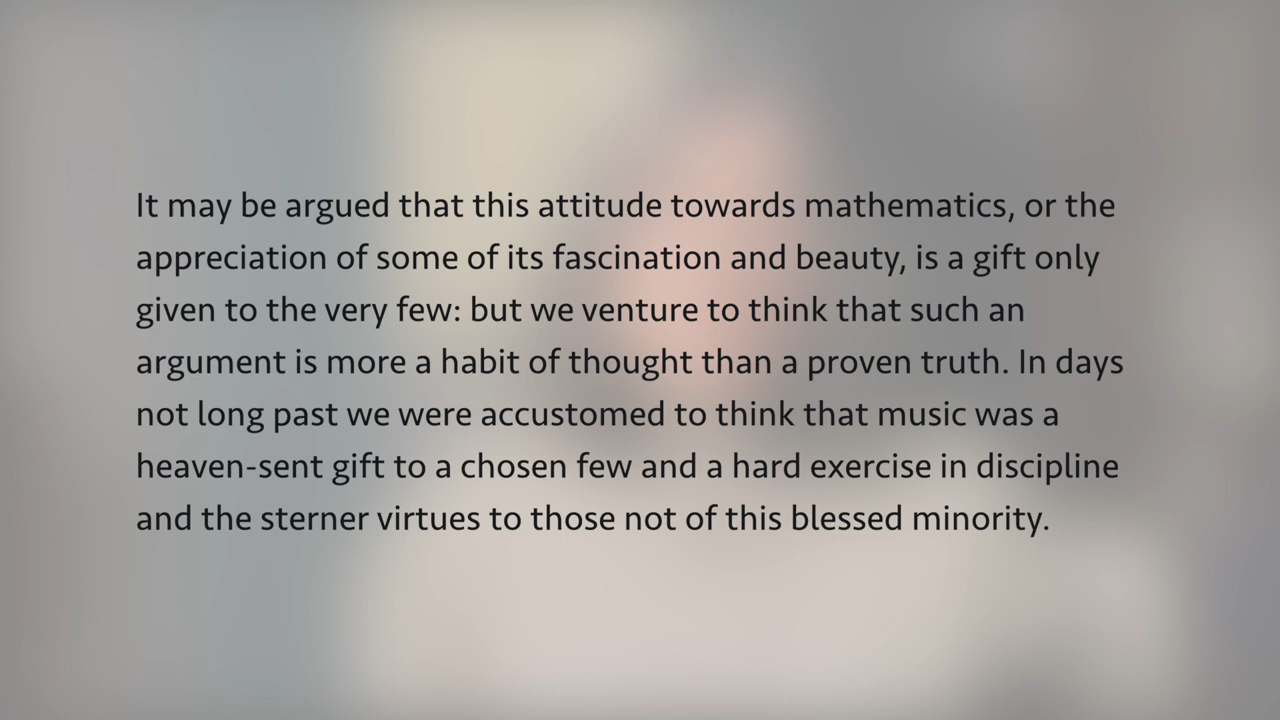 It may be argued that this attitude towards mathematics, or the
appreciation of some of its fascination and beauty, is a gift only
given to the very few: but we venture to think that such an
argument is more a habit of thought than a proven truth. In days
not long past we were accustomed to think that music was a
heaven-sent gift to a chosen few and a hard exercise in discipline
and the sterner virtues to those not of this blessed minority.